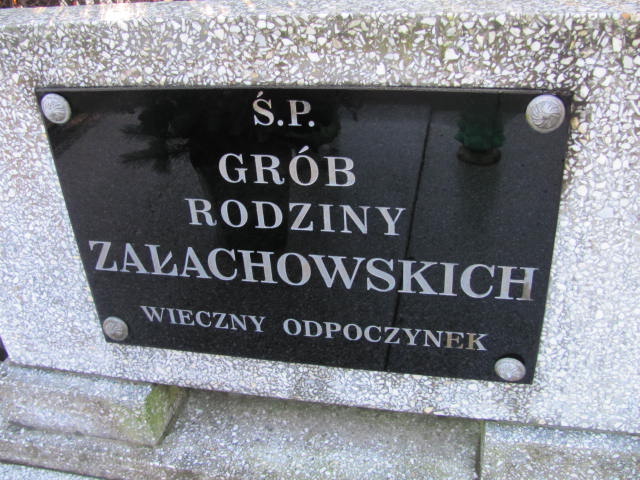 Ś.P.
GRÓB
RODZINY
ZAŁACHOWSKICH
WIECZNY ODPOCZYNEK